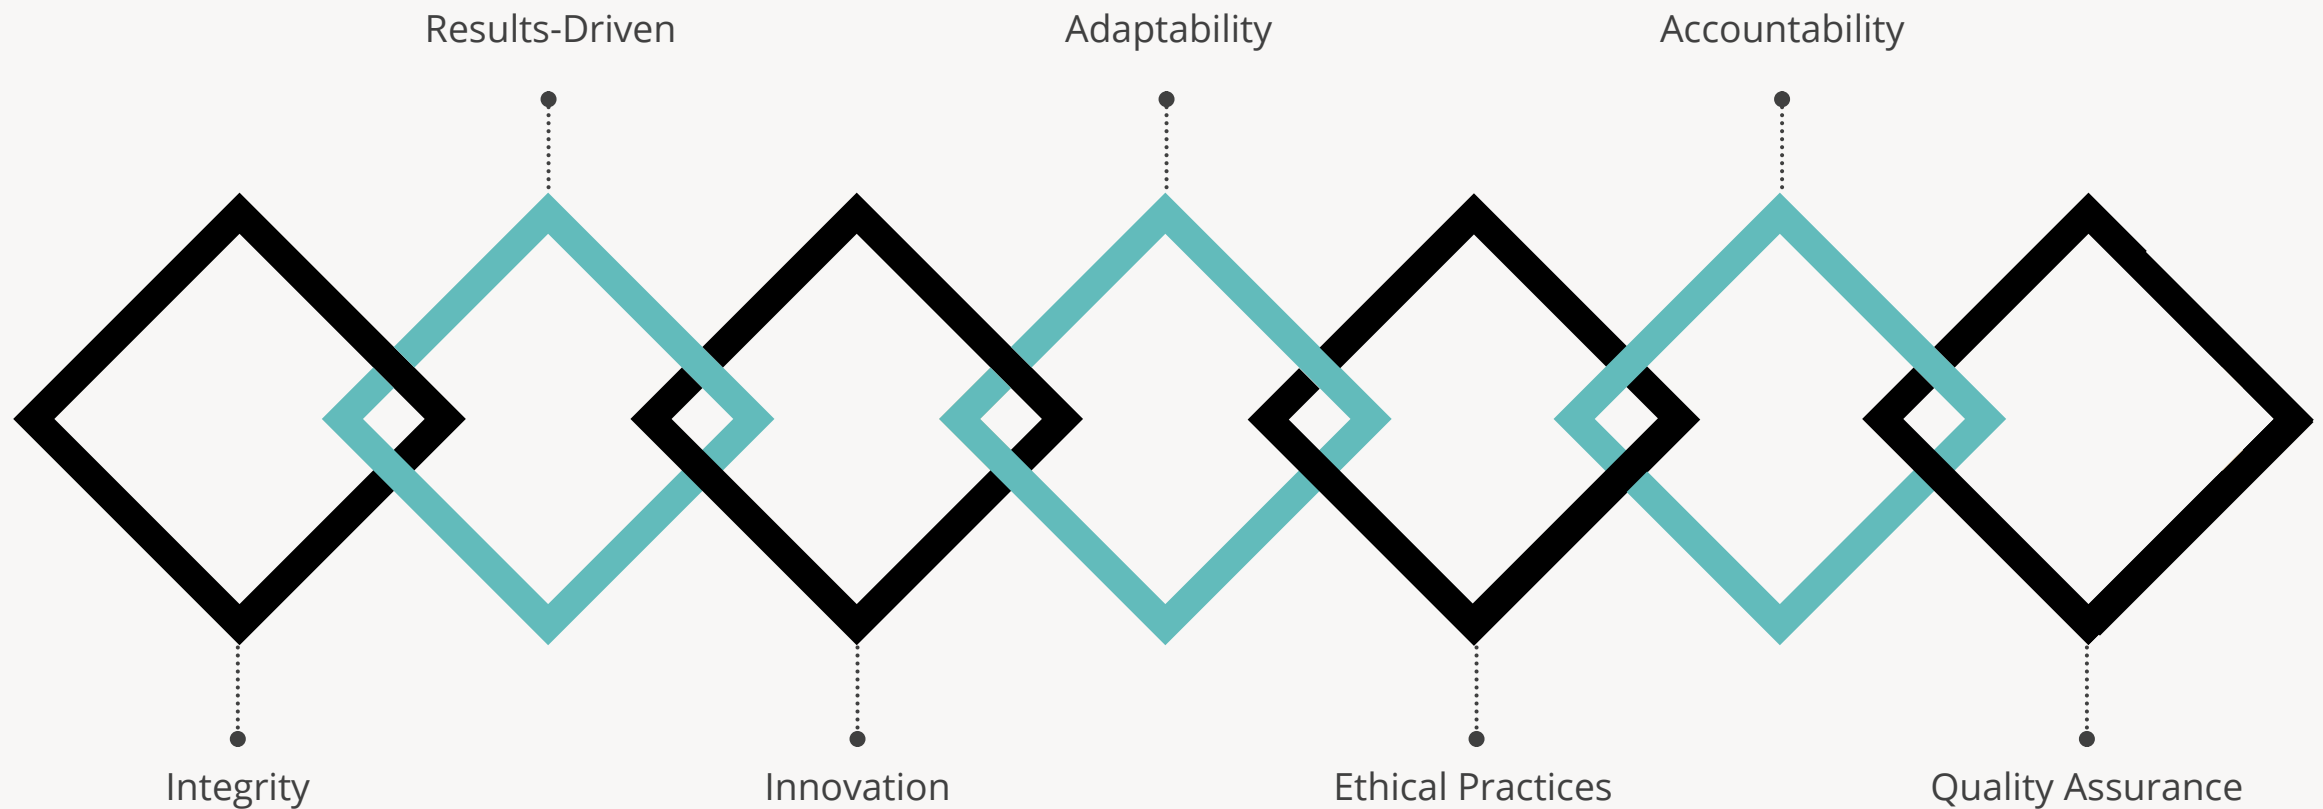 Results-Driven
Adaptability
Accountability
Integrity
Innovation
Ethical Practices
Quality Assurance